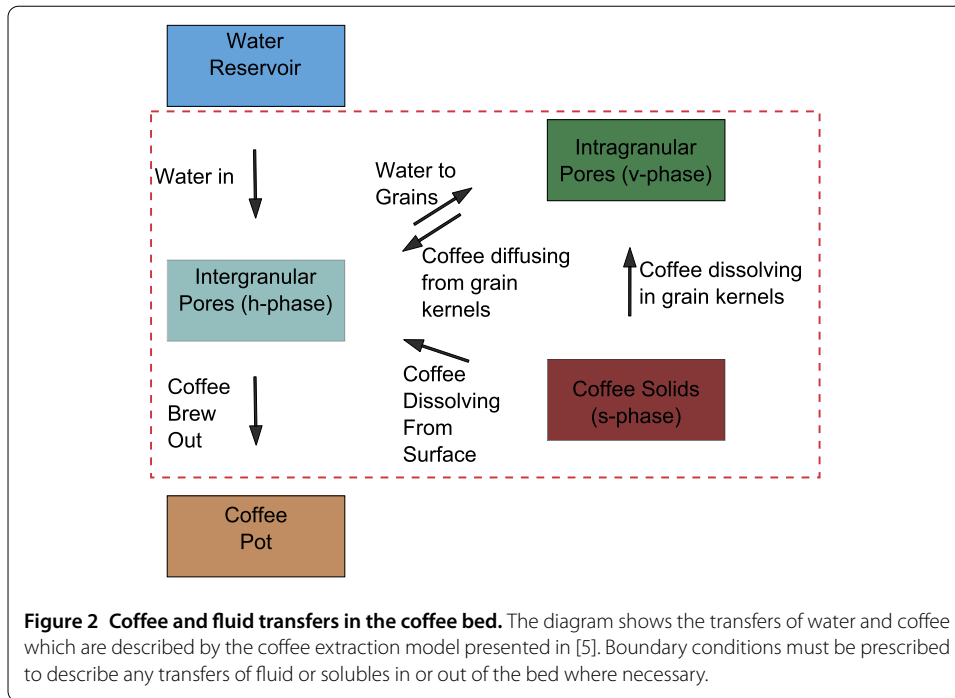 Water
Reservoir
Intragranular
Pores (v-phase)
Water in
Water to
Grains
Intergranular
Pores (h-phase)
Coffee diffusing
from grain
kernels
Coffee dissolving
in grain kernels
Coffee
Brew
Out
Coffee
Dissolving
From
Surface
Coffee Solids
(s-phase)
Coffee
Pot
Figure 2 Coffee and fluid transfers in the coffee bed. The diagram shows the transfers of water and coffee
which are described by the coffee extraction model presented in [5]. Boundary conditions must be prescribed
to describe any transfers of fluid or solubles in or out of the bed where necessary.